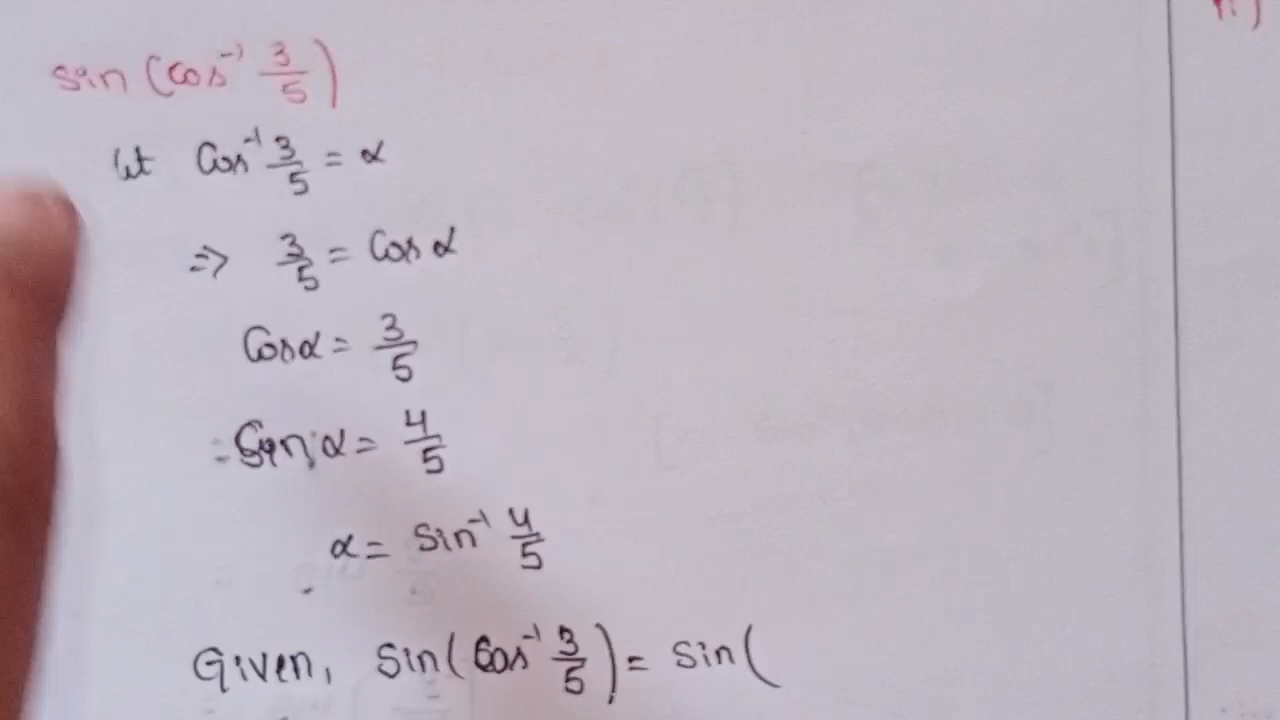 sin (cos⁻¹ 3/5)
let Cos⁻¹ 3/5 = α
=> 3/5 = Cos α
Cos α = 3/5
Sin α = 4/5
α = Sin⁻¹ 4/5
Given, Sin(Cos⁻¹ 3/5) = Sin(